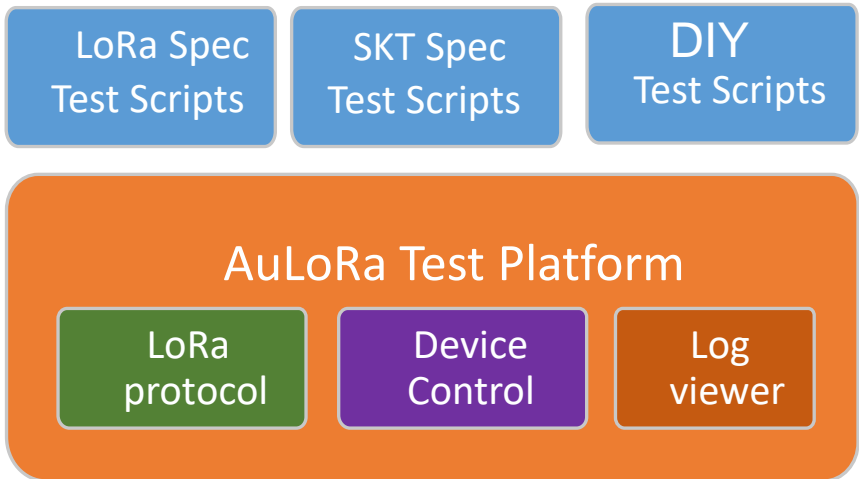 LoRa Spec
Test Scripts
SKT Spec
Test Scripts
DIY
Test Scripts
AuLoRa Test Platform
LoRa
protocol
Device
Control
Log
viewer